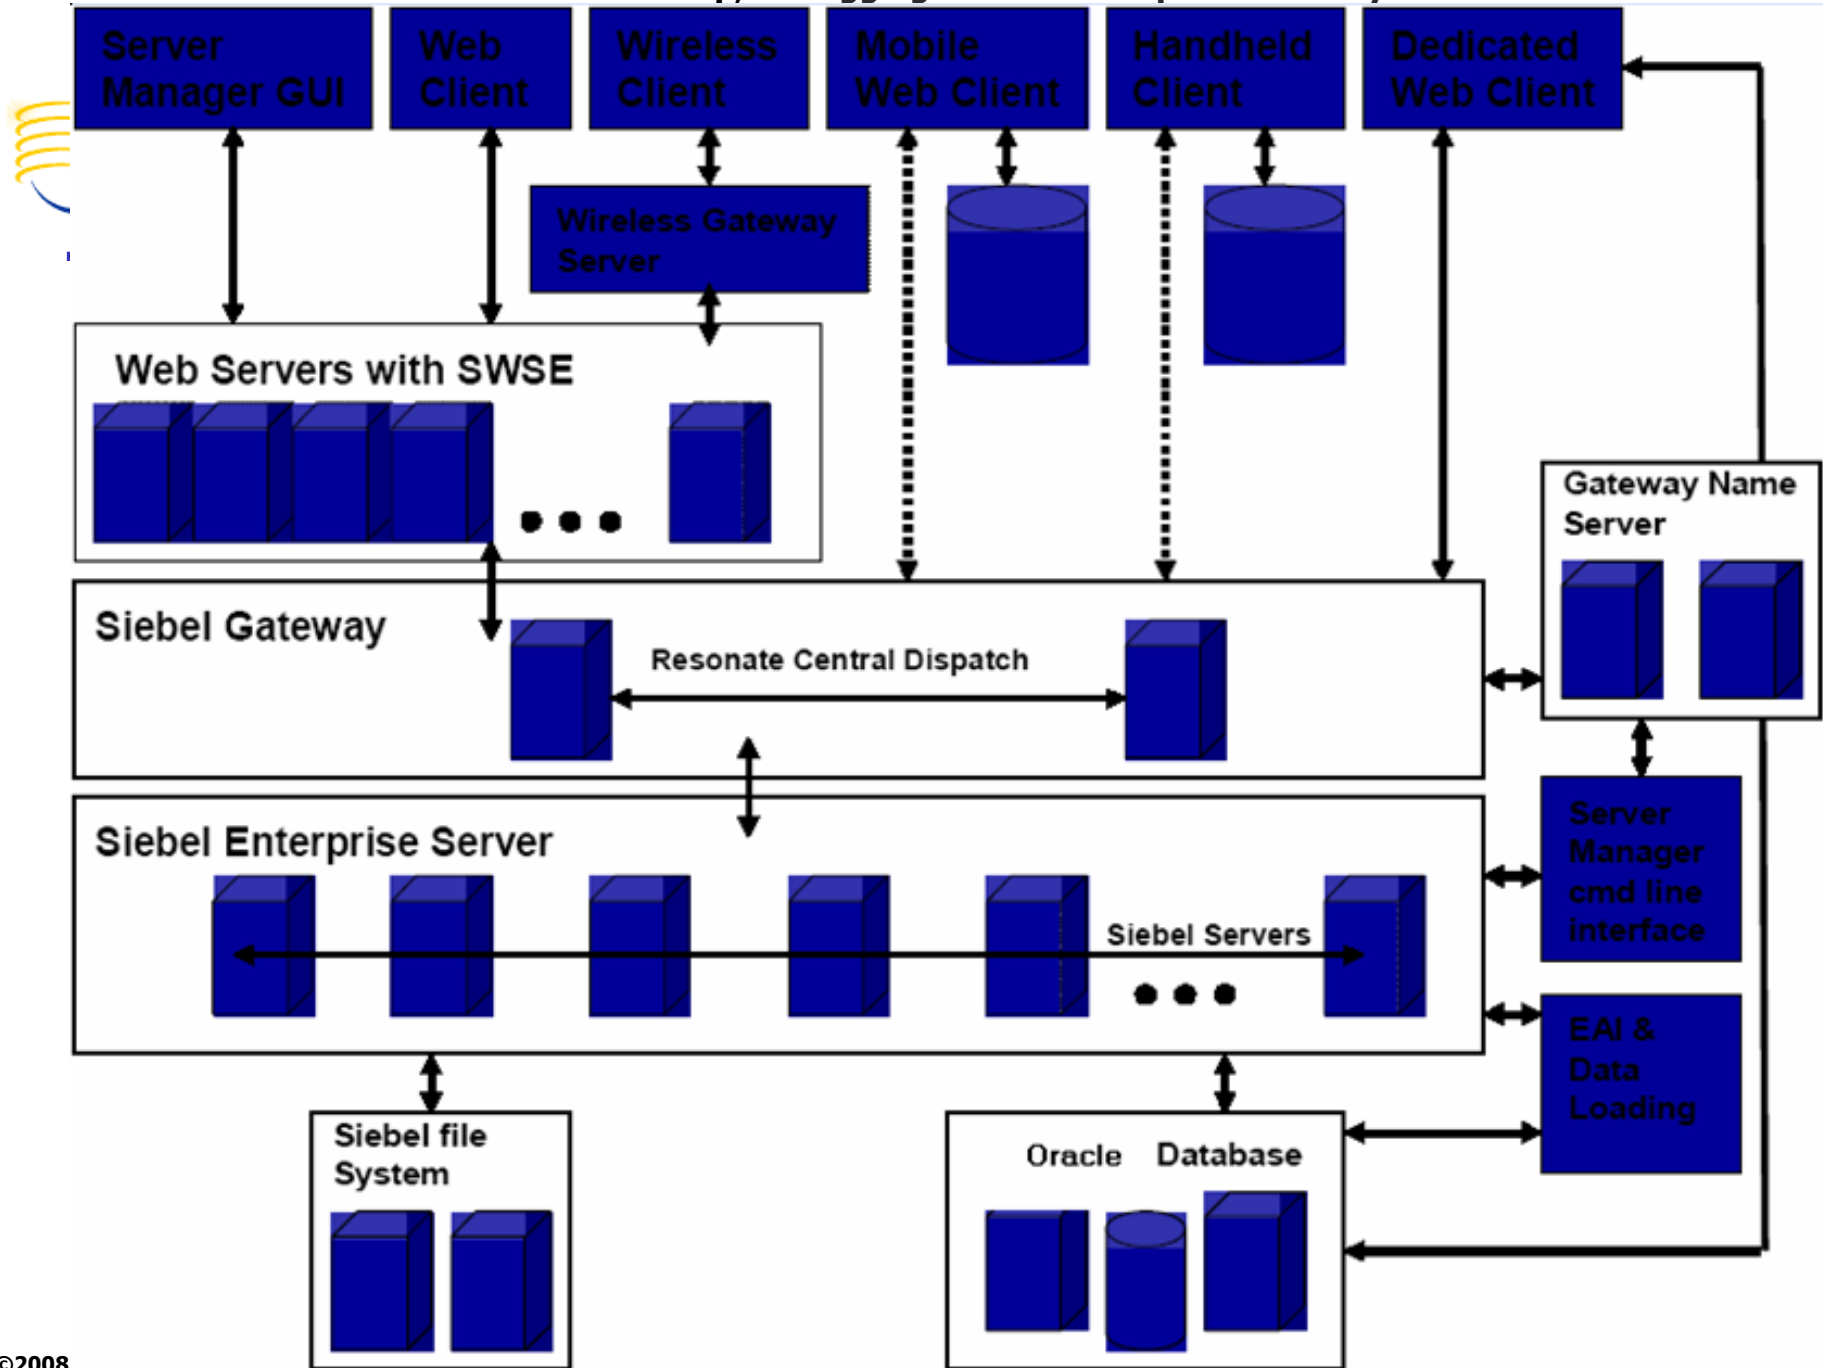 Server
Manager GUI
Web
Client
Wireless
Client
Mobile
Web Client
Handheld
Client
Dedicated
Web Client
Wireless Gateway
Server
Web Servers with SWSE
Gateway Name
Server
Siebel Gateway
Resonate Central Dispatch
Server
Manager
cmd line
interface
Siebel Enterprise Server
Siebel Servers
EAI &
Data
Loading
Siebel file
System
Oracle Database
©2008